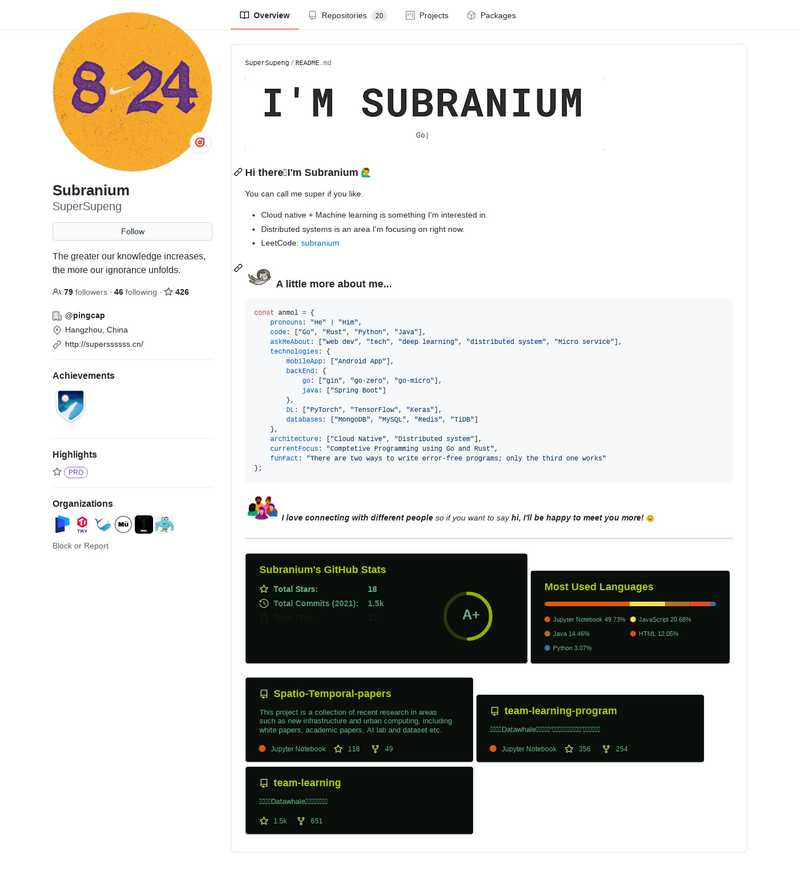 Overview
Repositories 20
Projects
Packages
8 24
Subranium
SuperSupeng
Follow
The greater our knowledge increases,
the more our ignorance unfolds.
79 followers · 46 following · 426
@pingcap
Hangzhou, China
http://superssssss.cn/
Achievements
Highlights
PRO
Organizations
TiKV
Mü
Block or Report
SuperSupeng / README.md
I'M SUBRANIUM
Go|
Hi there I'm Subranium
You can call me super if you like.
• Cloud native + Machine learning is something I'm interested in.
• Distributed systems is an area I'm focusing on right now.
• LeetCode: subranium
A little more about me...
const anmol = {
pronouns: "He" | "Him",
code: ["Go", "Rust", "Python", "Java"],
askMeAbout: ["web dev", "tech", "deep learning", "distributed system", "Micro service"],
technologies: {
mobileApp: ["Android App"],
backEnd: {
go: ["gin", "go-zero", "go-micro"],
java: ["Spring Boot"]
},
DL: ["PyTorch", "TensorFlow", "Keras"],
databases: ["MongoDB", "MySQL", "Redis", "TiDB"]
},
architecture: ["Cloud Native", "Distributed system"],
currentFocus: "Comptetive Programming using Go and Rust",
funFact: "There are two ways to write error-free programs; only the third one works"
};
I love connecting with different people so if you want to say hi, I'll be happy to meet you more!
Subranium's GitHub Stats
Total Stars: 18
Total Commits (2021): 1.5k
A+
Most Used Languages
Jupyter Notebook 49.73%
JavaScript 20.68%
Java 14.46%
HTML 12.05%
Python 3.07%
Spatio-Temporal-papers
This project is a collection of recent research in areas
such as new infrastructure and urban computing, including
white papers, academic papers, AI lab and dataset etc.
Jupyter Notebook 118 49
team-learning-program
Datawhale
Jupyter Notebook 356 254
team-learning
Datawhale
1.5k 651